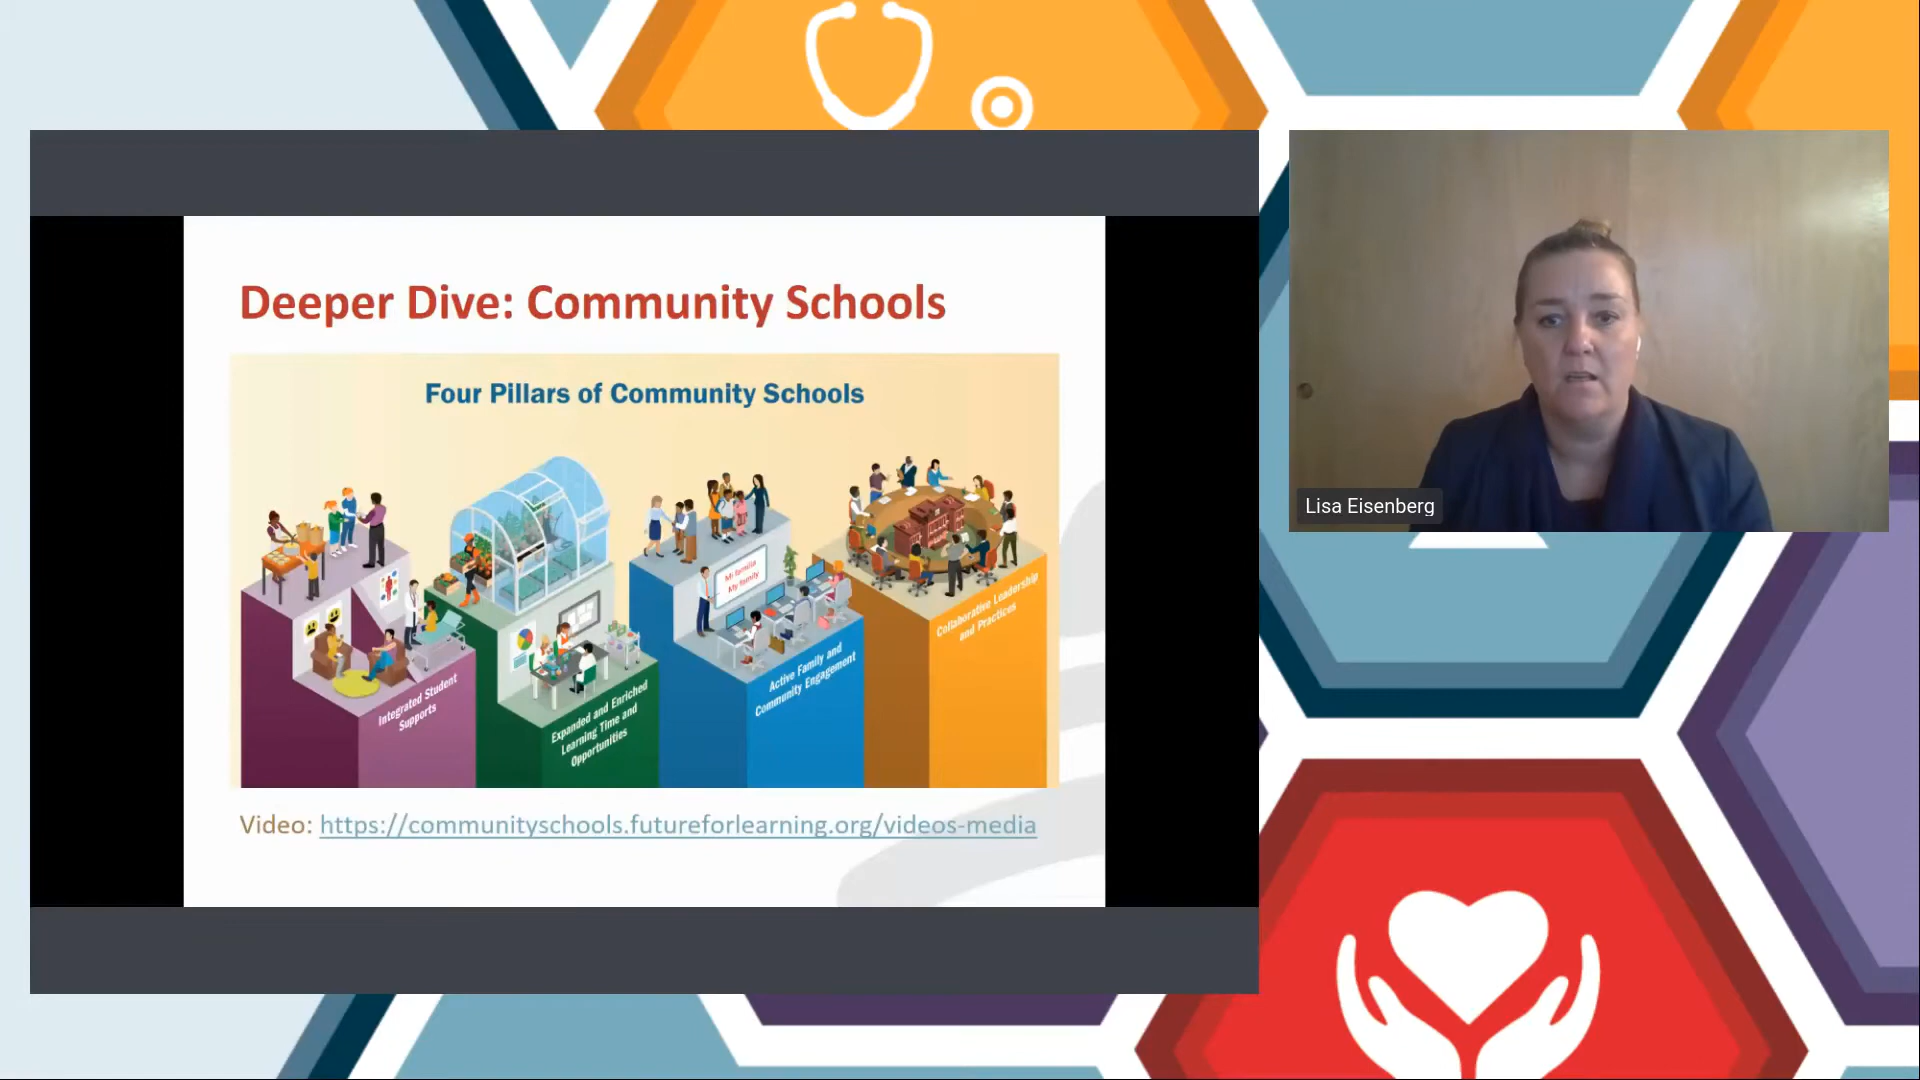 Deeper Dive: Community Schools
Four Pillars of Community Schools
Mi familia
My family
Integrated Student
Supports
Expanded and Enriched
Learning Time and
Opportunities
Active Family and
Community Engagement
Collaborative Leadership
and Practices
Video: https://communityschools.futureforlearning.org/videos-media
Lisa Eisenberg